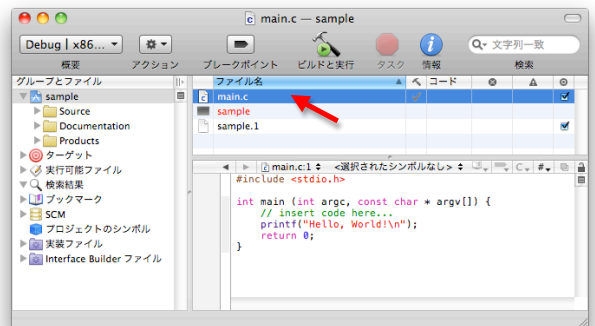 main.c — sample
Debug | x86...
文字列一致
概要 アクション ブレークポイント ビルドと実行 タスク 情報 検索
グループとファイル
ファイル名 コード
sample
Source
Documentation
Products
ターゲット
実行可能ファイル
検索結果
ブックマーク
SCM
プロジェクトのシンボル
実装ファイル
Interface Builder ファイル
main.c
sample
sample.1
main.c:1 <選択されたシンボルなし> C #
#include <stdio.h>
int main (int argc, const char * argv[]) {
// insert code here...
printf("Hello, World!\n");
return 0;
}